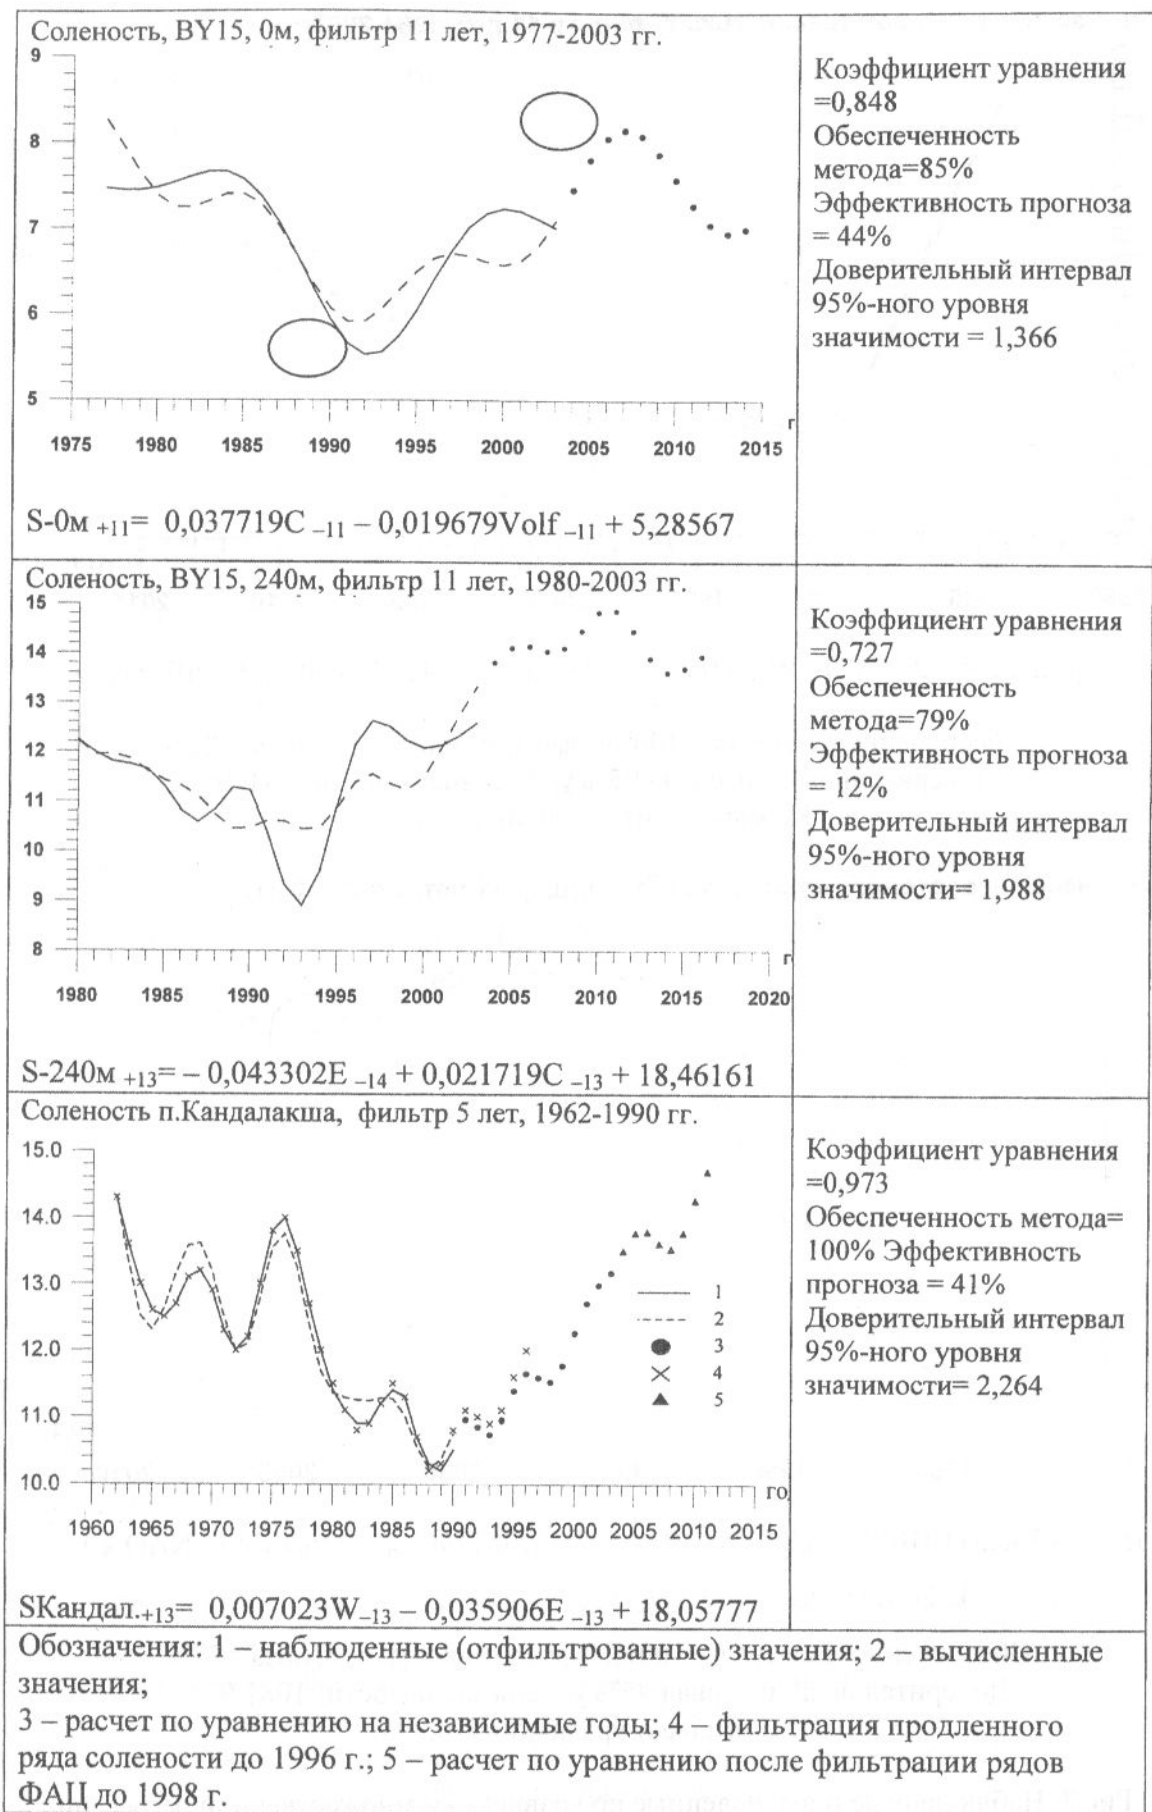 Соленость, BY15, 0м, фильтр 11 лет, 1977-2003 гг.
9
8
7
6
5
1975 1980 1985 1990 1995 2000 2005 2010 2015
г
S-0м +11= 0,037719C –11 – 0,019679Volf –11 + 5,28567
Коэффициент уравнения
=0,848
Обеспеченность
метода=85%
Эффективность прогноза
= 44%
Доверительный интервал
95%-ного уровня
значимости = 1,366
Соленость, BY15, 240м, фильтр 11 лет, 1980-2003 гг.
15
14
13
12
11
10
9
8
г
1980 1985 1990 1995 2000 2005 2010 2015 2020
S-240м +13= – 0,043302E –14 + 0,021719C –13 + 18,46161
Коэффициент уравнения
=0,727
Обеспеченность
метода=79%
Эффективность прогноза
= 12%
Доверительный интервал
95%-ного уровня
значимости= 1,988
Соленость п.Кандалакша, фильтр 5 лет, 1962-1990 гг.
15.0
14.0
13.0
12.0
11.0
10.0
1
2
3
4
5
го
1960 1965 1970 1975 1980 1985 1990 1995 2000 2005 2010 2015
SКандал.+13= 0,007023W–13 – 0,035906E –13 + 18,05777
Коэффициент уравнения
=0,973
Обеспеченность метода=
100% Эффективность
прогноза = 41%
Доверительный интервал
95%-ного уровня
значимости= 2,264
Обозначения: 1 – наблюденные (отфильтрованные) значения; 2 – вычисленные
значения;
3 – расчет по уравнению на независимые годы; 4 – фильтрация продленного
ряда солености до 1996 г.; 5 – расчет по уравнению после фильтрации рядов
ФАЦ до 1998 г.